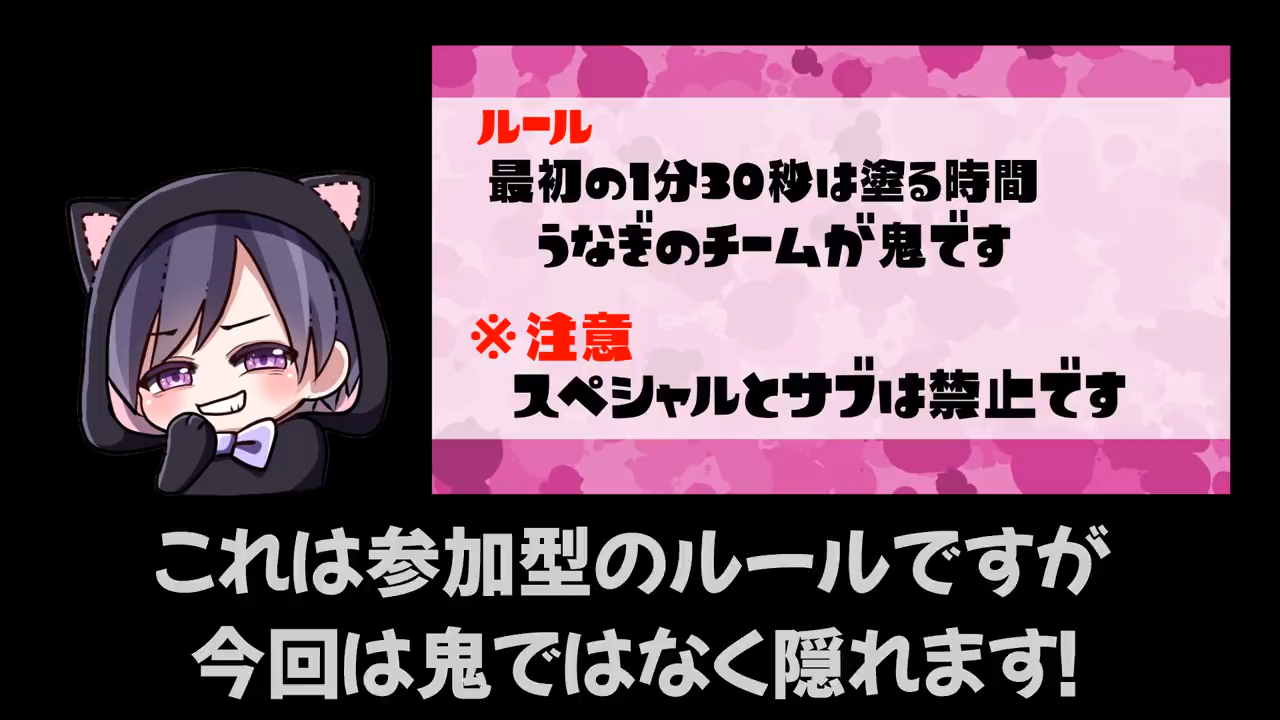 ルール
最初の1分30秒は塗る時間
うなぎのチームが鬼です
※注意
スペシャルとサブは禁止です
これは参加型のルールですが
今回は鬼ではなく隠れます!